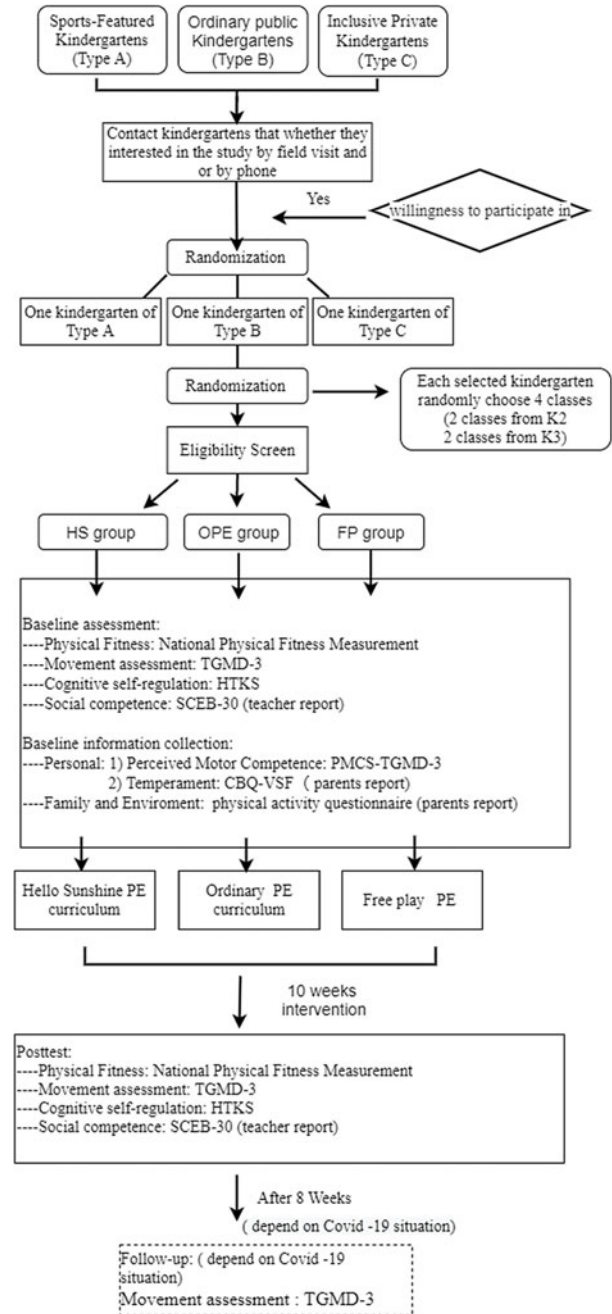 Sports-Featured
Kindergartens
(Type A)
Ordinary public
Kindergartens
(Type B)
Inclusive Private
Kindergartens
(Type C)
Contact kindergartens that whether they
interested in the study by field visit and
or by phone
Yes
willingness to participate in
Randomization
One kindergarten of
Type A
One kindergarten of
Type B
One kindergarten of
Type C
Randomization
Each selected kindergarten
randomly choose 4 classes
(2 classes from K2
2 classes from K3)
Eligibility Screen
HS group
OPE group
FP group
Baseline assessment:
----Physical Fitness: National Physical Fitness Measurement
----Movement assessment: TGMD-3
----Cognitive self-regulation: HTKS
----Social competence: SCEB-30 (teacher report)
Baseline information collection:
----Personal: 1) Perceived Motor Competence: PMCS-TGMD-3
2) Temperament: CBQ-VSF ( parents report)
----Family and Enviroment: physical activity questionnaire (parents report)
Hello Sunshine PE
curriculum
Ordinary PE
curriculum
Free play PE
10 weeks
intervention
Posttest:
----Physical Fitness: National Physical Fitness Measurement
----Movement assessment: TGMD-3
----Cognitive self-regulation: HTKS
----Social competence: SCEB-30 (teacher report)
After 8 Weeks
( depend on Covid -19 situation)
Follow-up: ( depend on Covid -19
situation)
Movement assessment : TGMD-3